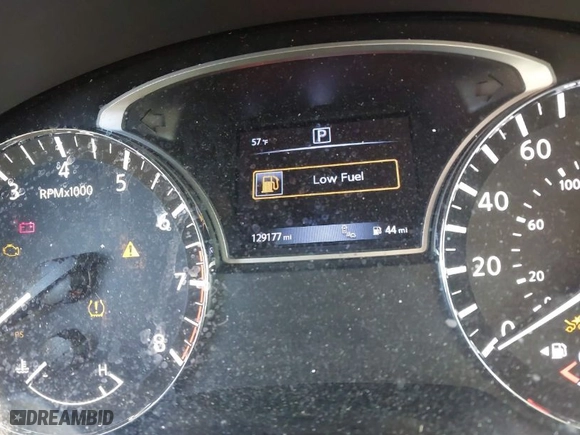 57°F
P
Low Fuel
129177 mi
44 mi
3 4 5 6 7 8
RPMx1000
H
0 20 40 60
20 60 100
DREAMBID